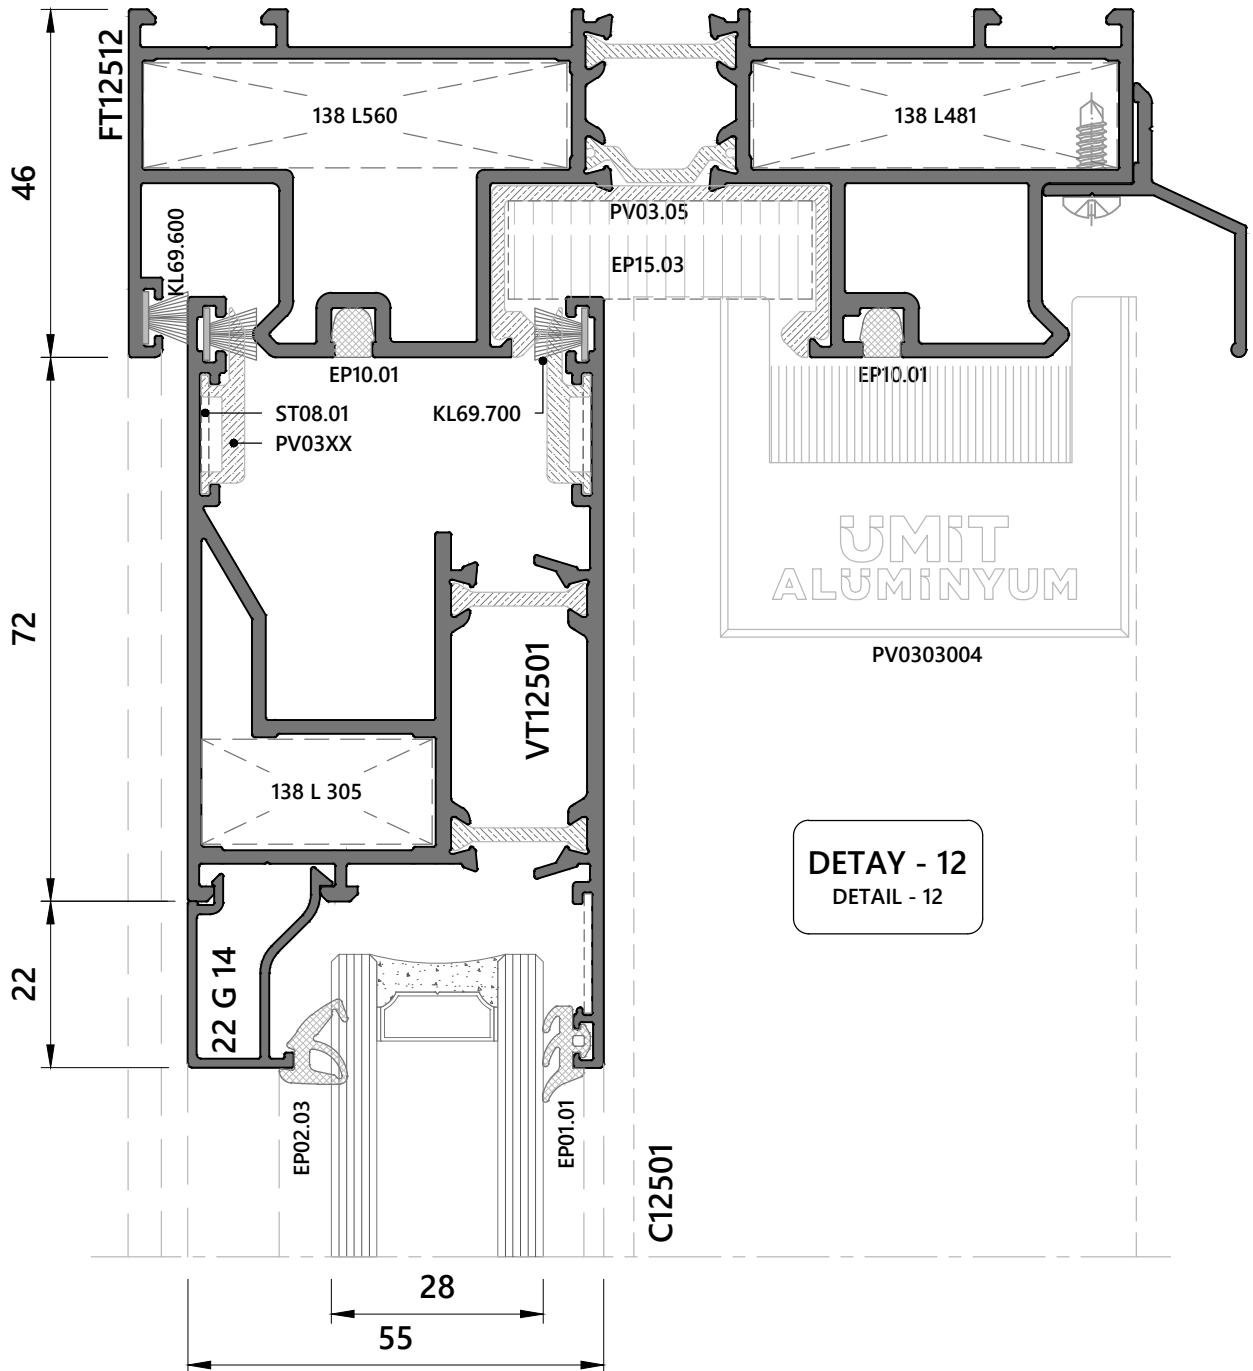 FT12512
138 L560
138 L481
46
KL69.600
PV03.05
EP15.03
EP10.01
EP10.01
ST08.01
KL69.700
PV03XX
ÜMİT
ALÜMİNYUM
72
PV0303004
VT12501
138 L 305
DETAY - 12
DETAIL - 12
22
22 G 14
EP02.03
EP01.01
C12501
28
55